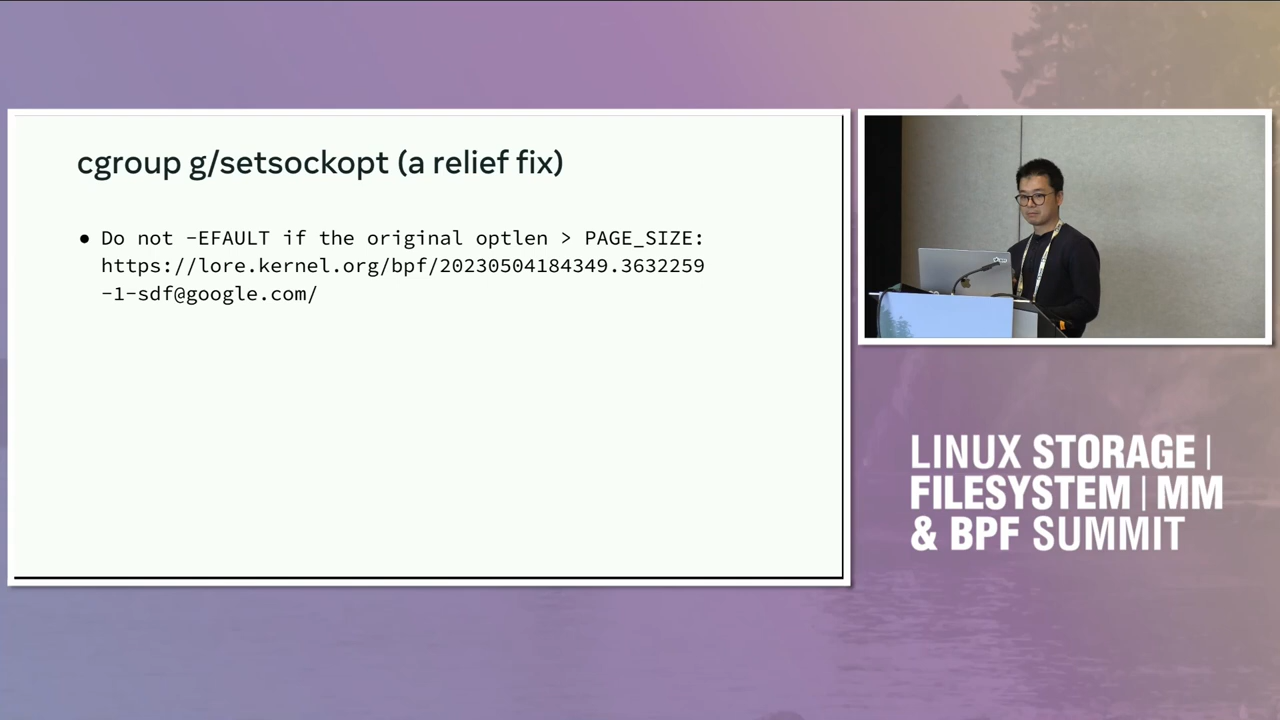 cgroup g/setsockopt (a relief fix)
● Do not -EFAULT if the original optlen > PAGE_SIZE:
https://lore.kernel.org/bpf/20230504184349.3632259
-1-sdf@google.com/
LINUX STORAGE |
FILESYSTEM | MM
& BPF SUMMIT